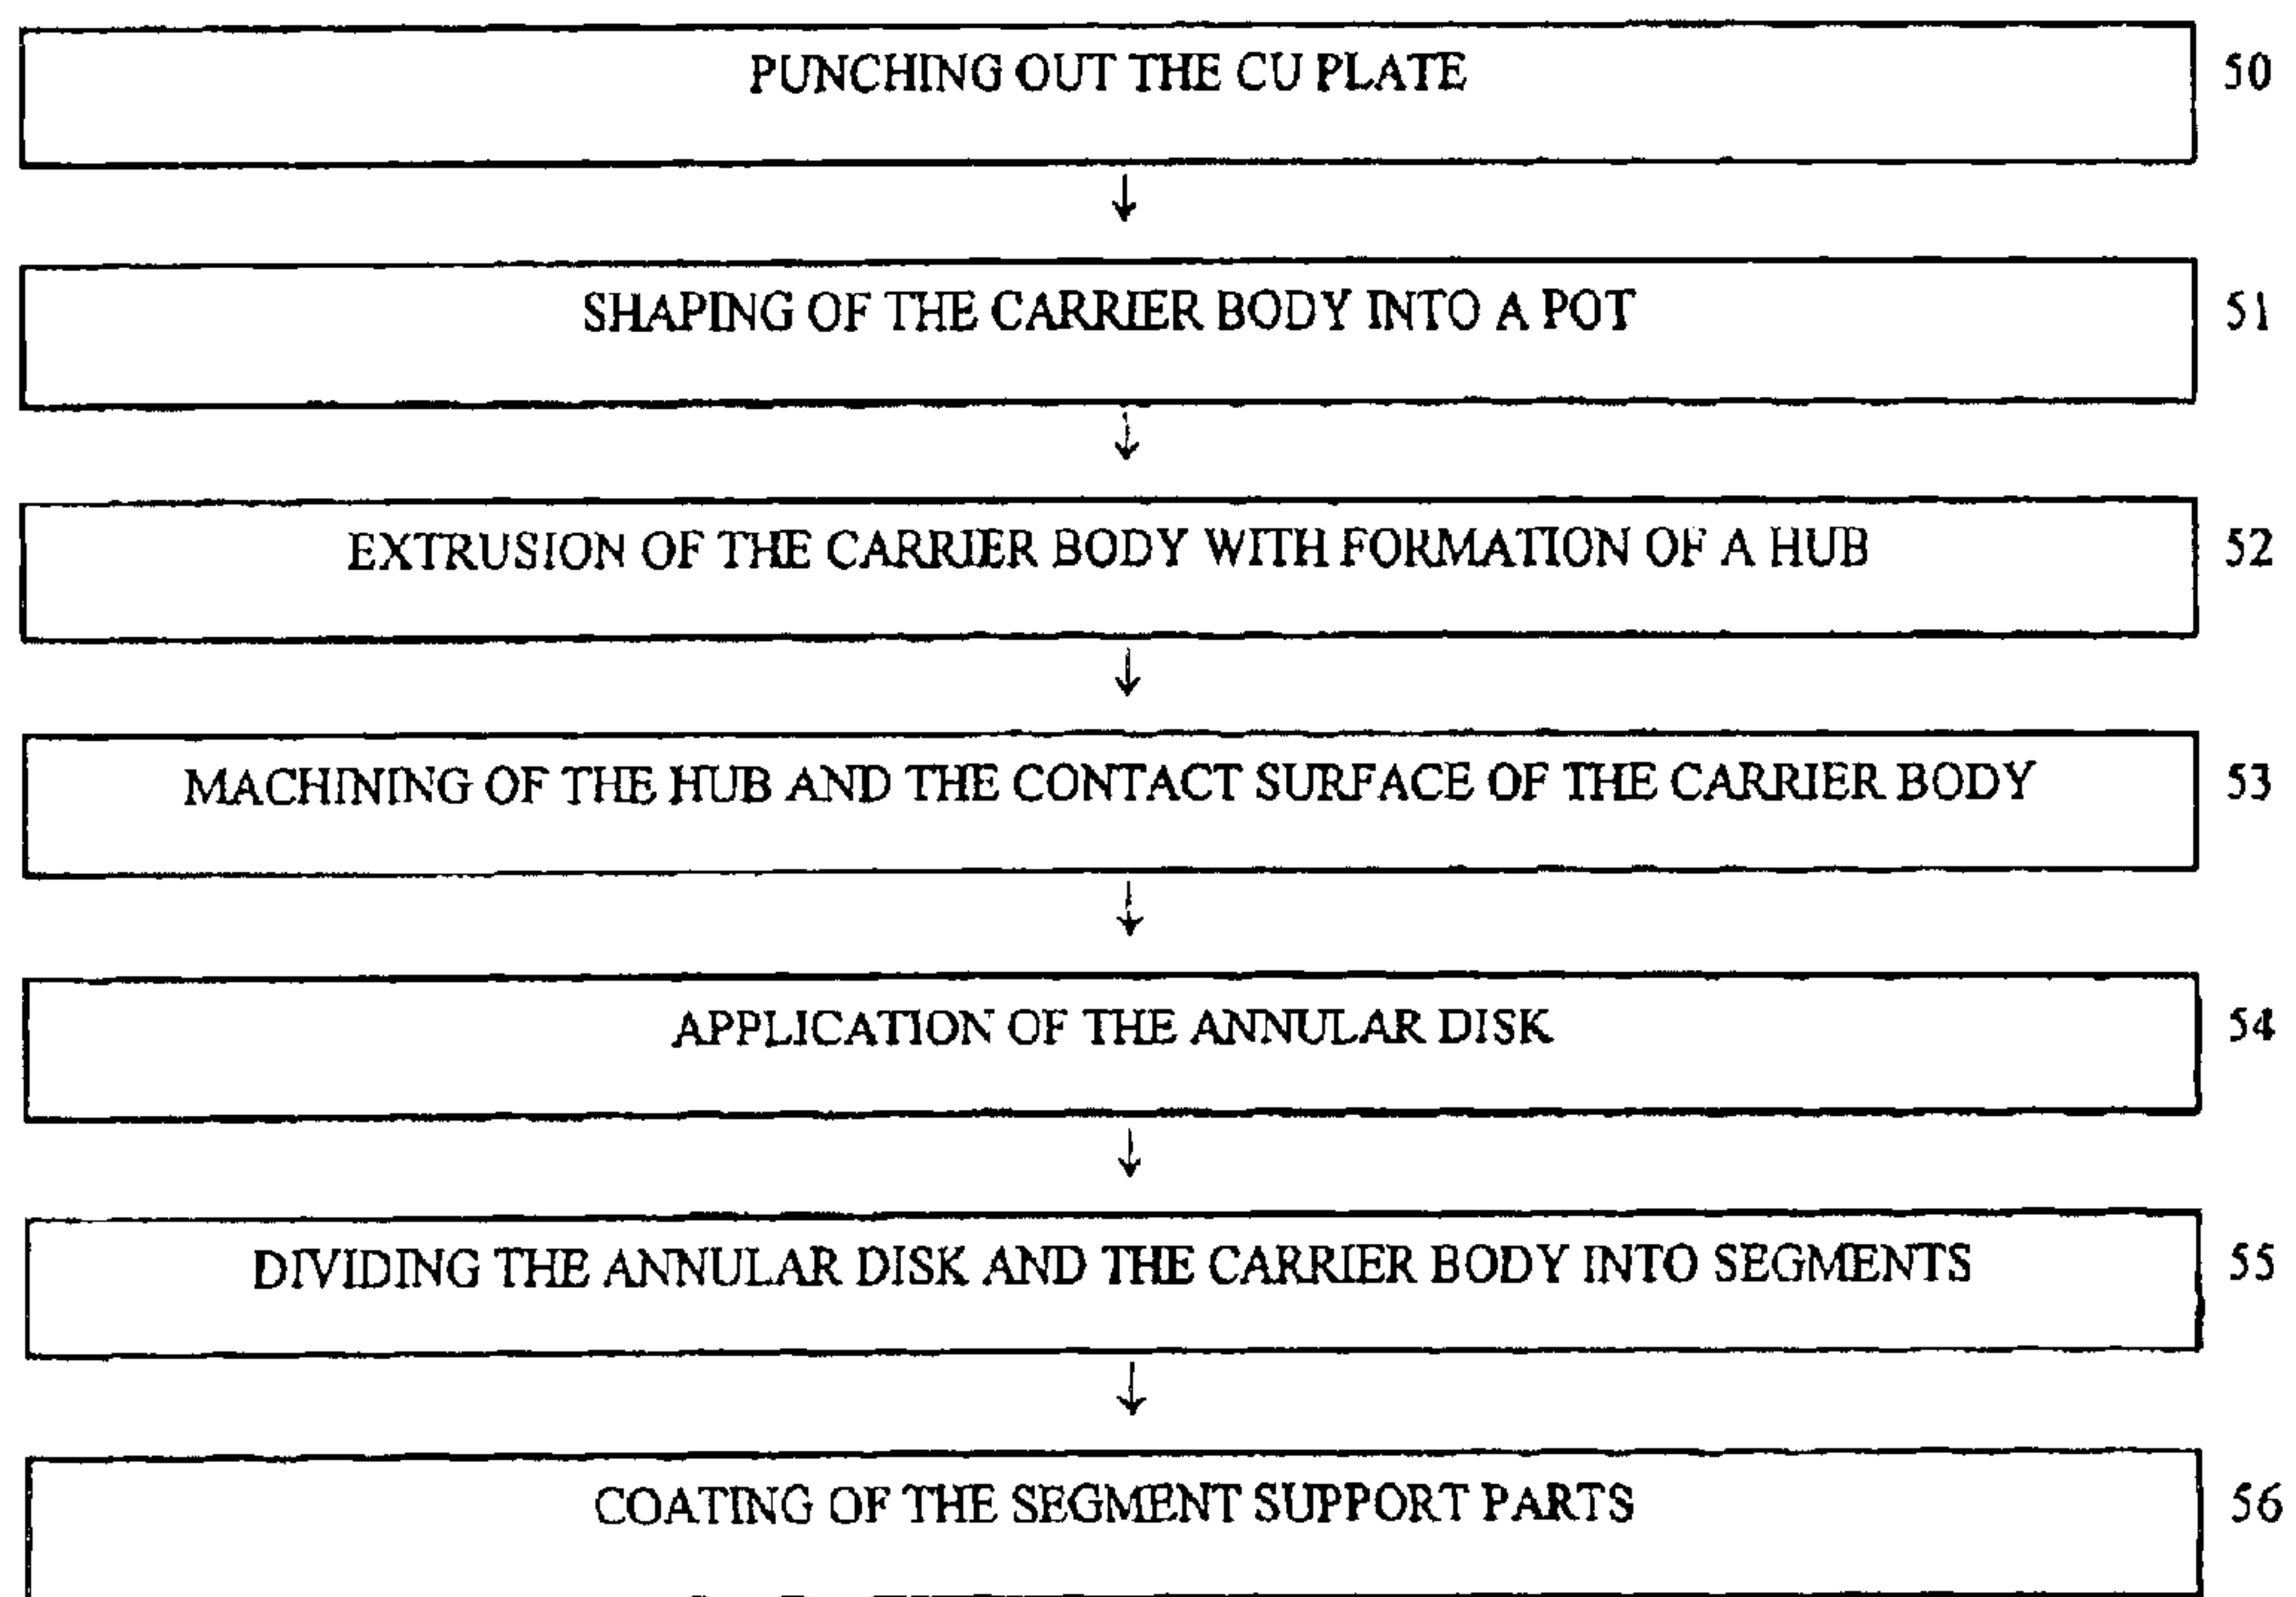 PUNCHING OUT THE CU PLATE 50
SHAPING OF THE CARRIER BODY INTO A POT 51
EXTRUSION OF THE CARRIER BODY WITH FORMATION OF A HUB 52
MACHINING OF THE HUB AND THE CONTACT SURFACE OF THE CARRIER BODY 53
APPLICATION OF THE ANNULAR DISK 54
DIVIDING THE ANNULAR DISK AND THE CARRIER BODY INTO SEGMENTS 55
COATING OF THE SEGMENT SUPPORT PARTS 56